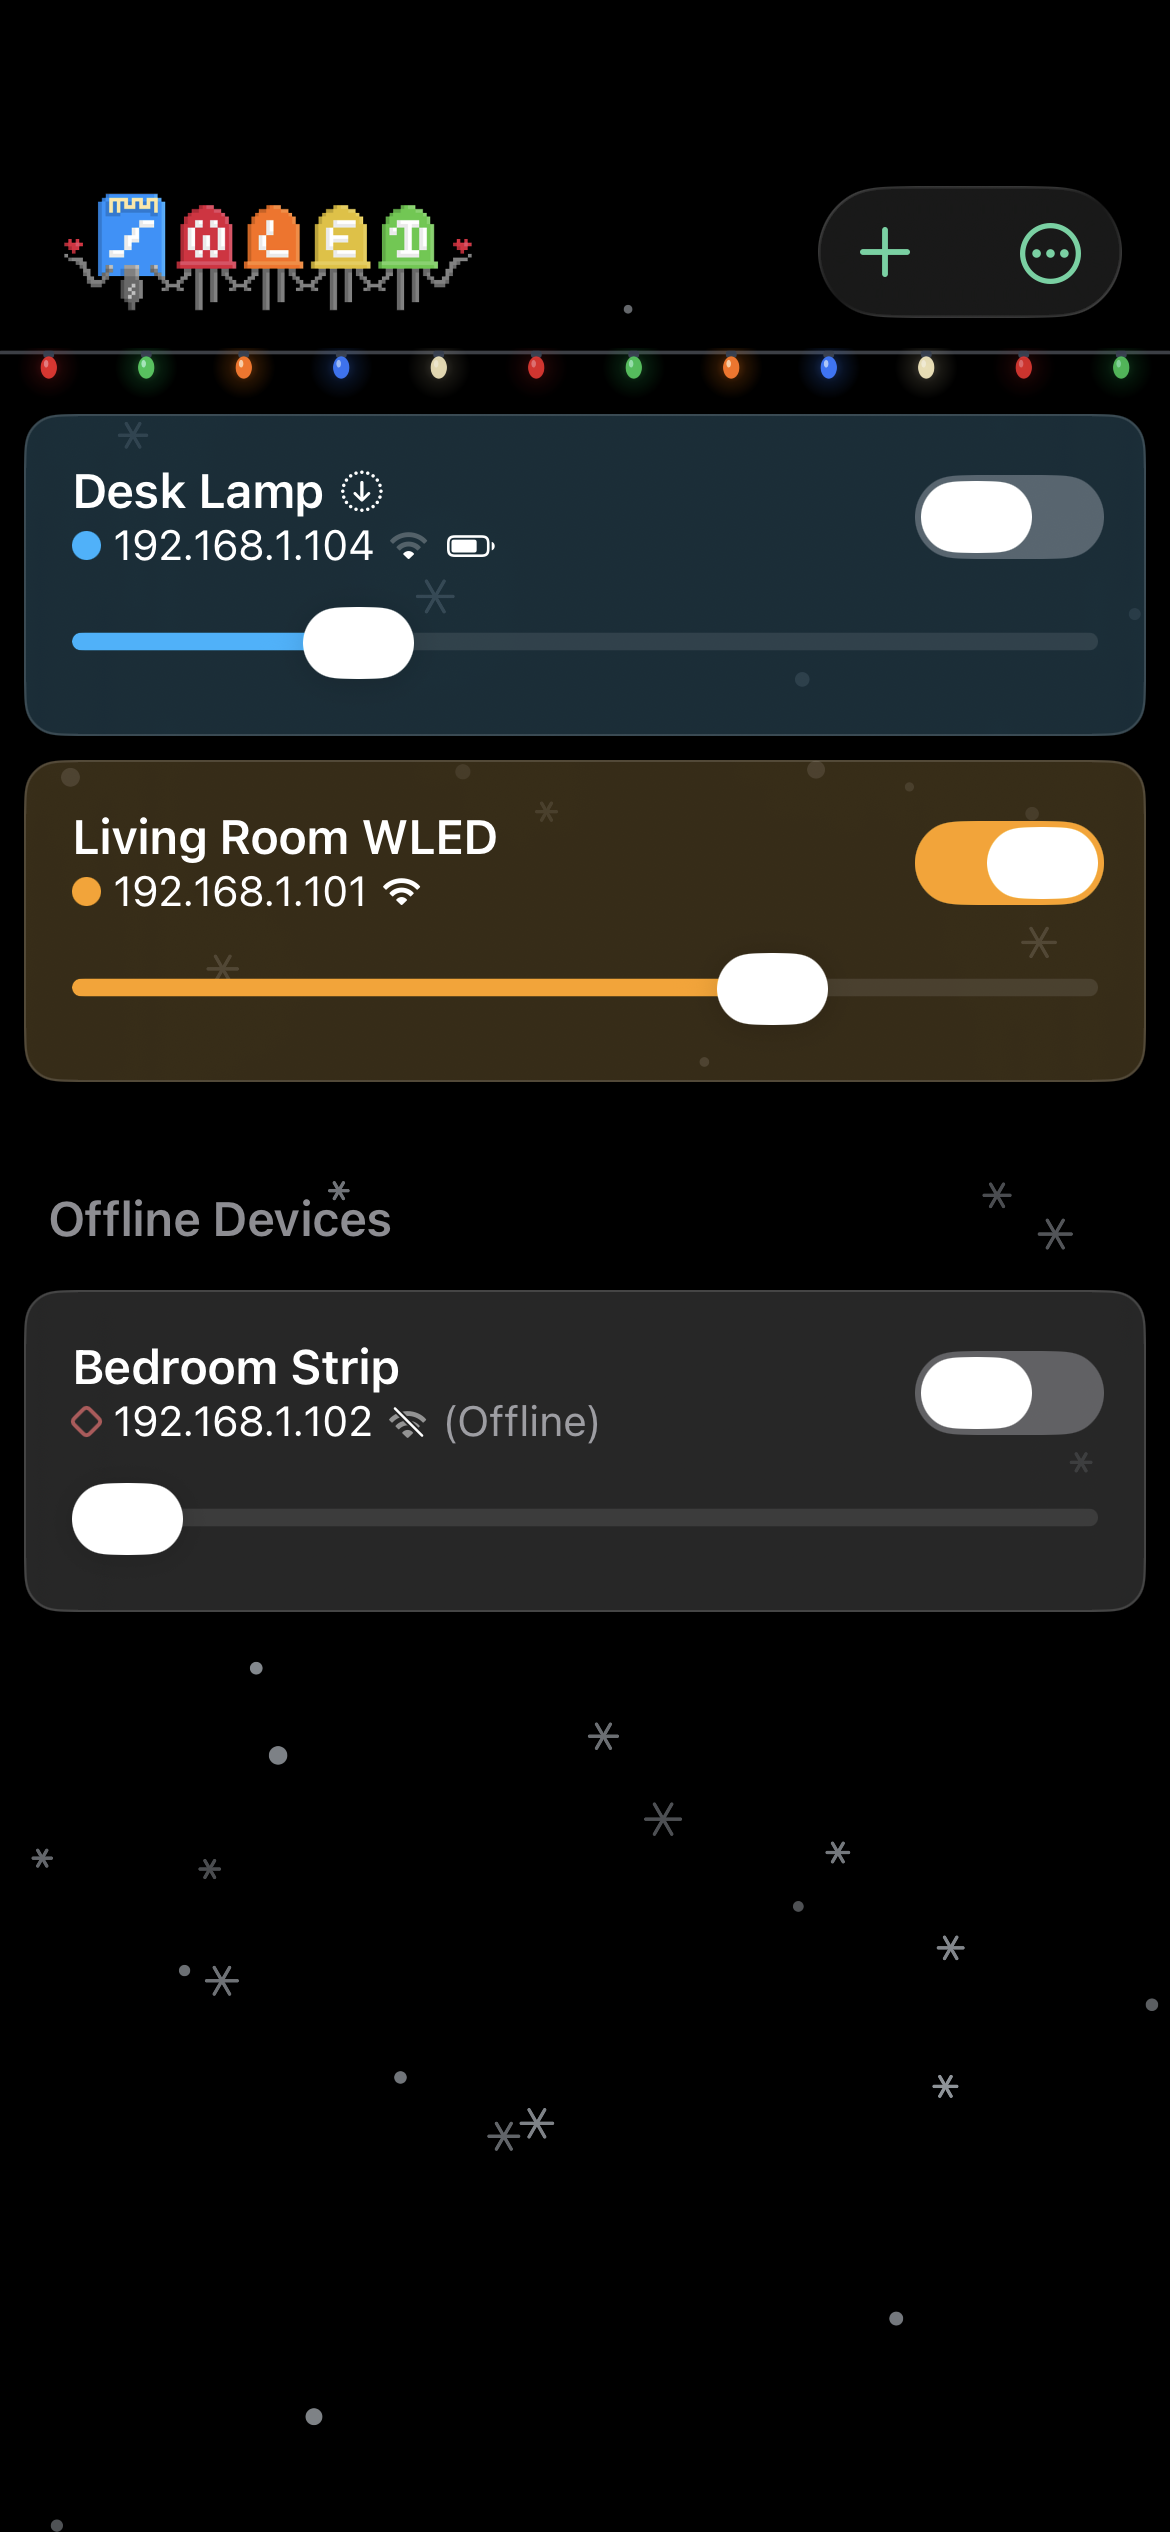 WLED
Desk Lamp
192.168.1.104
Living Room WLED
192.168.1.101
Offline Devices
Bedroom Strip
192.168.1.102 (Offline)